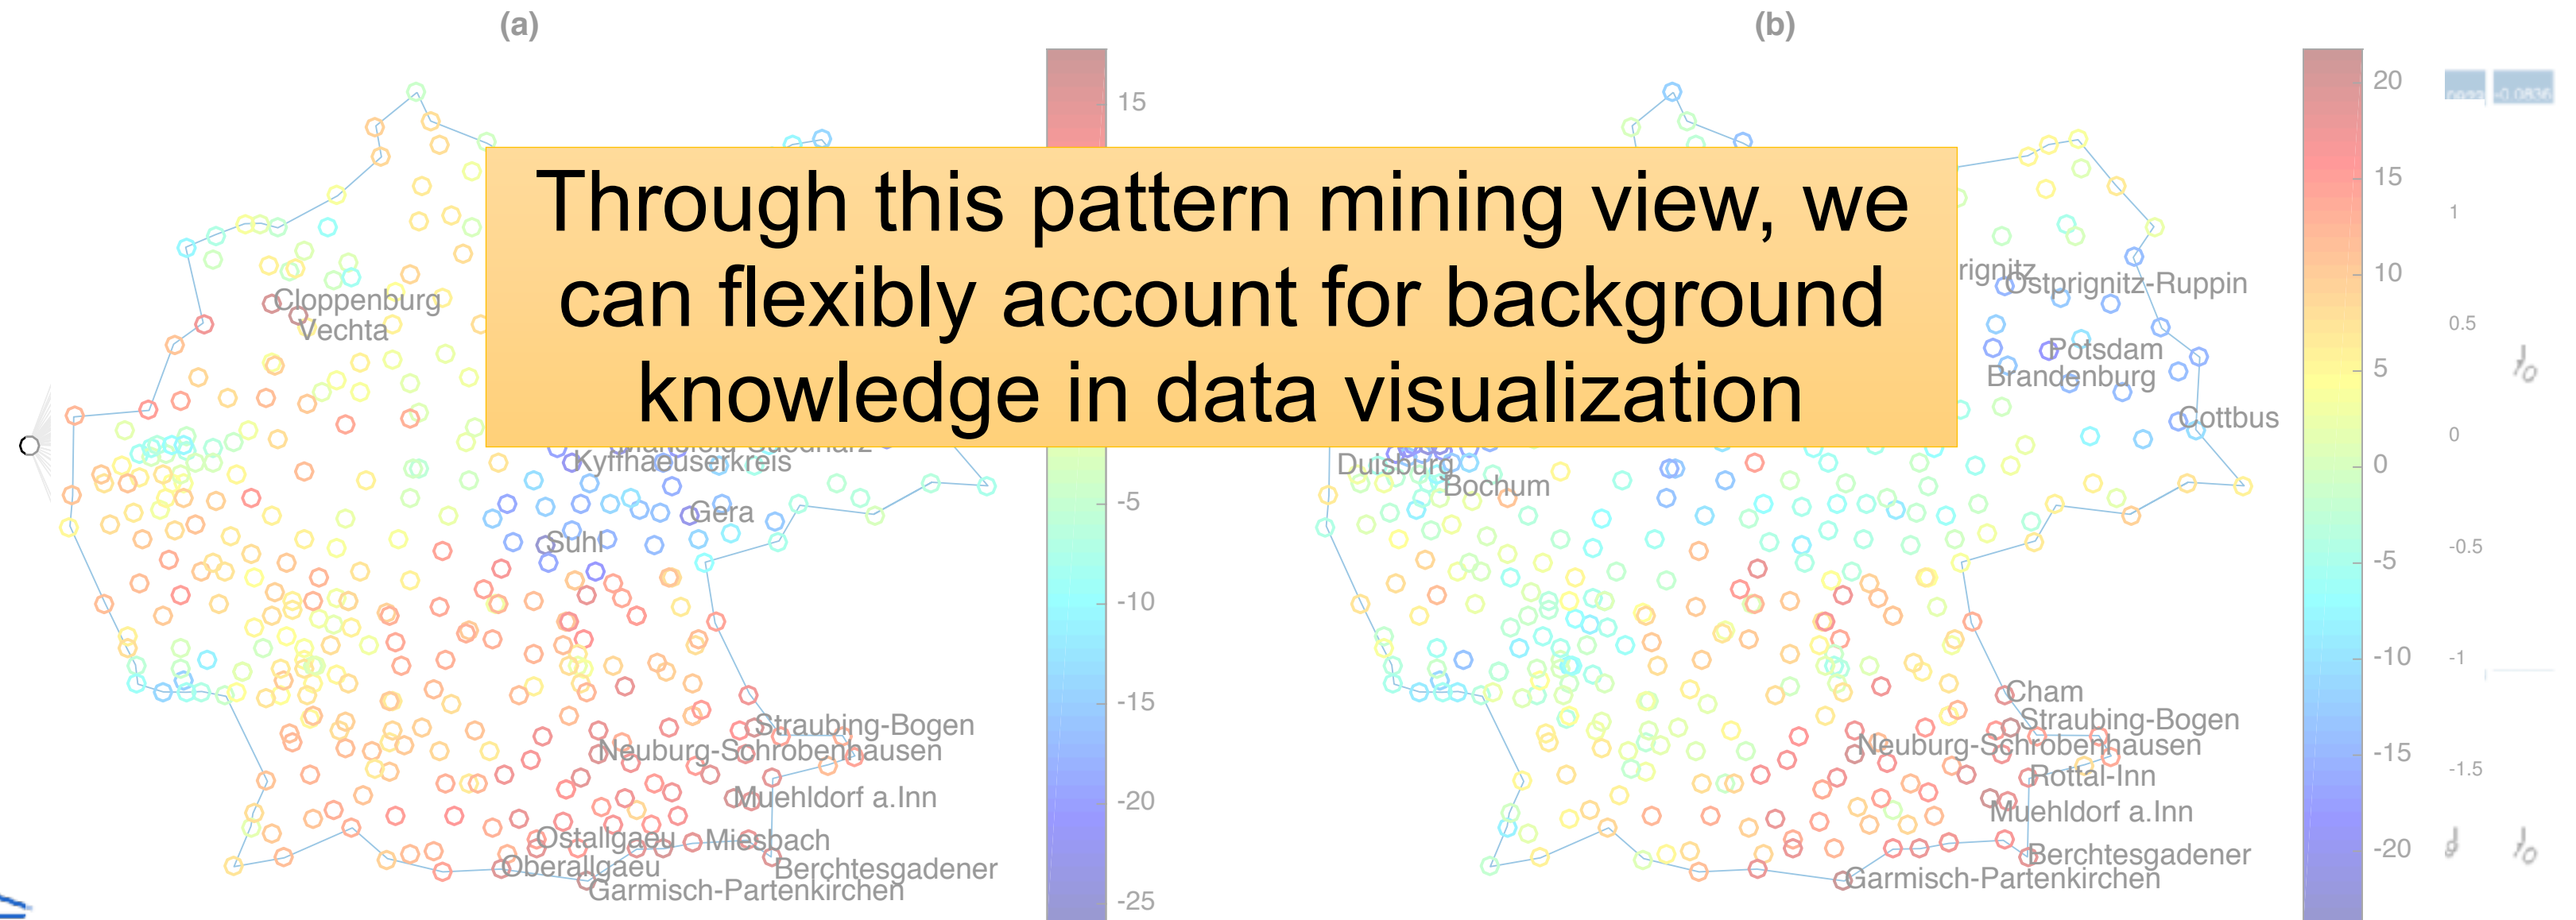 (a)
(b)
Through this pattern mining view, we
can flexibly account for background
knowledge in data visualization
15
-5
-10
-15
-20
-25
Cloppenburg
Vechta
Kyffhaeuserkreis
Gera
Suhl
Straubing-Bogen
Neuburg-Schrobenhausen
Muehldorf a.Inn
Ostallgaeu
Miesbach
Oberallgaeu
Berchtesgadener
Garmisch-Partenkirchen
rignitz
Ostprignitz-Ruppin
Potsdam
Brandenburg
Cottbus
Duisburg
Bochum
Cham
Straubing-Bogen
Neuburg-Schrobenhausen
Rottal-Inn
Muehldorf a.Inn
Berchtesgadener
Garmisch-Partenkirchen
20
15
10
5
0
-5
-10
-15
-20
-0.0836
1
0.5
0
-0.5
-1
-1.5